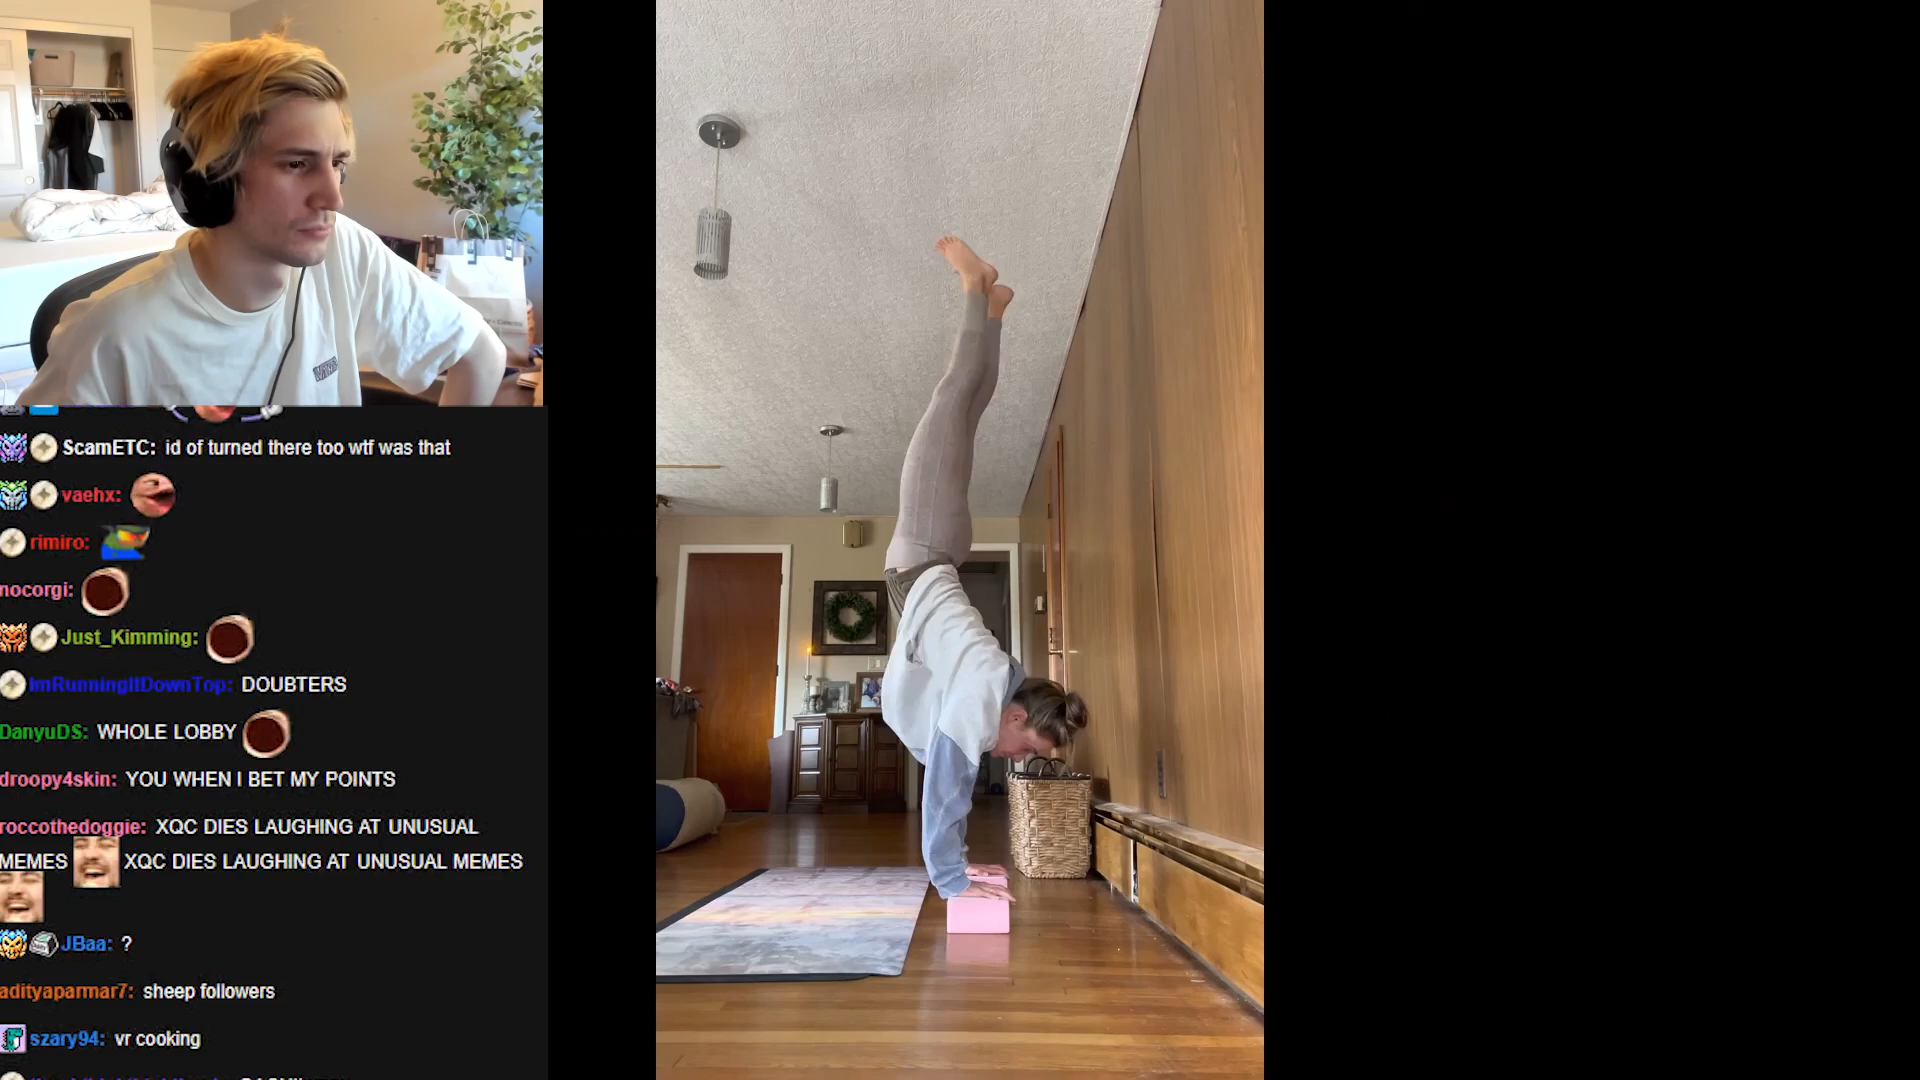 VANS
ScamETC: id of turned there too wtf was that
vaehx:
rimiro:
nocorgi:
Just_Kimming:
ImRunningItDownTop: DOUBTERS
DanyuDS: WHOLE LOBBY
droopy4skin: YOU WHEN I BET MY POINTS
roccothedoggie: XQC DIES LAUGHING AT UNUSUAL
MEMES XQC DIES LAUGHING AT UNUSUAL MEMES
JBaa: ?
adityaparmar7: sheep followers
szary94: vr cooking